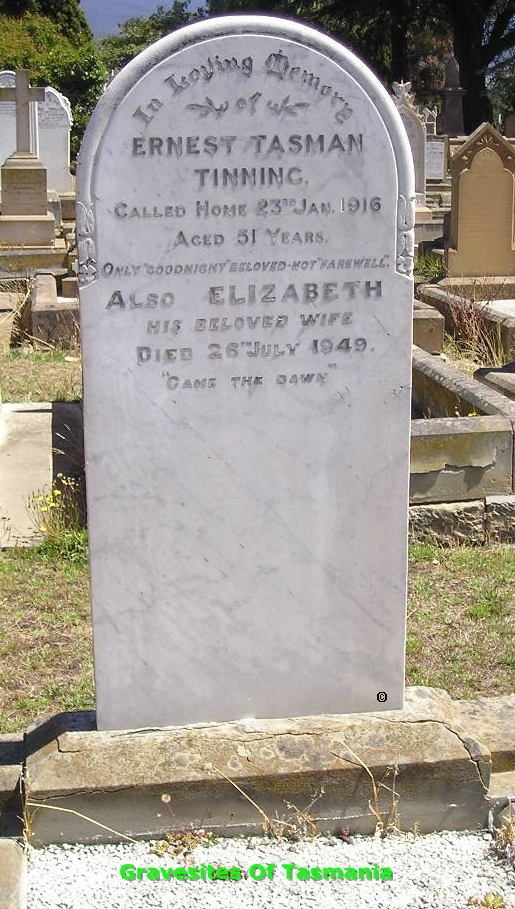 In Loving Memory
of
ERNEST TASMAN
TINNING.
CALLED HOME 23RD JAN. 1916
AGED 51 YEARS.
ONLY "GOODNIGHT" BELOVED-NOT "FAREWELL".
ALSO ELIZABETH
HIS BELOVED WIFE
DIED 26TH JULY 1949.
"CAME THE DAWN"
©
Gravesites Of Tasmania